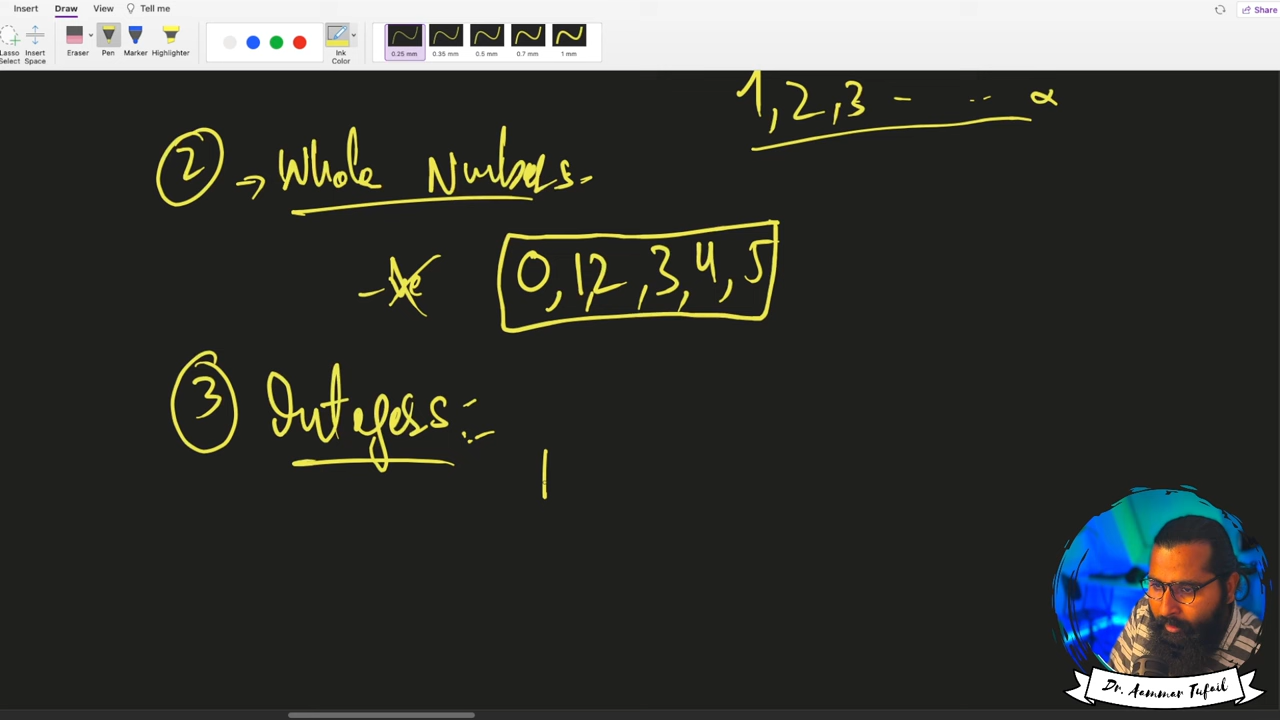 Insert Draw View Tell me Share
Lasso Select
Insert Space
Eraser
Pen
Marker
Highlighter
Ink Color
0.25 mm
0.35 mm
0.5 mm
0.7 mm
1 mm
1,2,3 - -- ∝
2 → Whole Numbers:-
-ve 0,1,2,3,4,5
3 Integers:-
Dr. Aammar Tufail